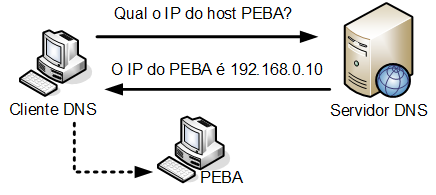 Qual o IP do host PEBA?
O IP do PEBA é 192.168.0.10
Cliente DNS
Servidor DNS
PEBA